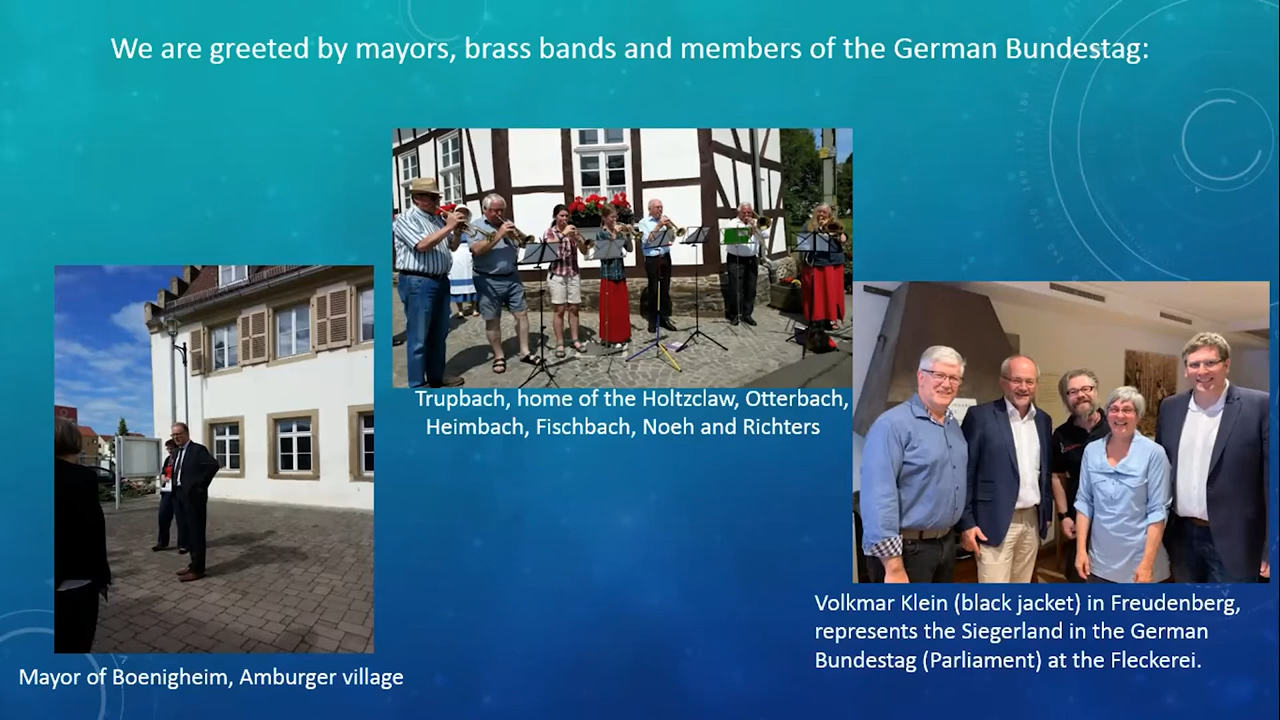 We are greeted by mayors, brass bands and members of the German Bundestag:
Trupbach, home of the Holtzclaw, Otterbach,
Heimbach, Fischbach, Noeh and Richters
Volkmar Klein (black jacket) in Freudenberg,
represents the Siegerland in the German
Bundestag (Parliament) at the Fleckerei.
Mayor of Boenigheim, Amburger village